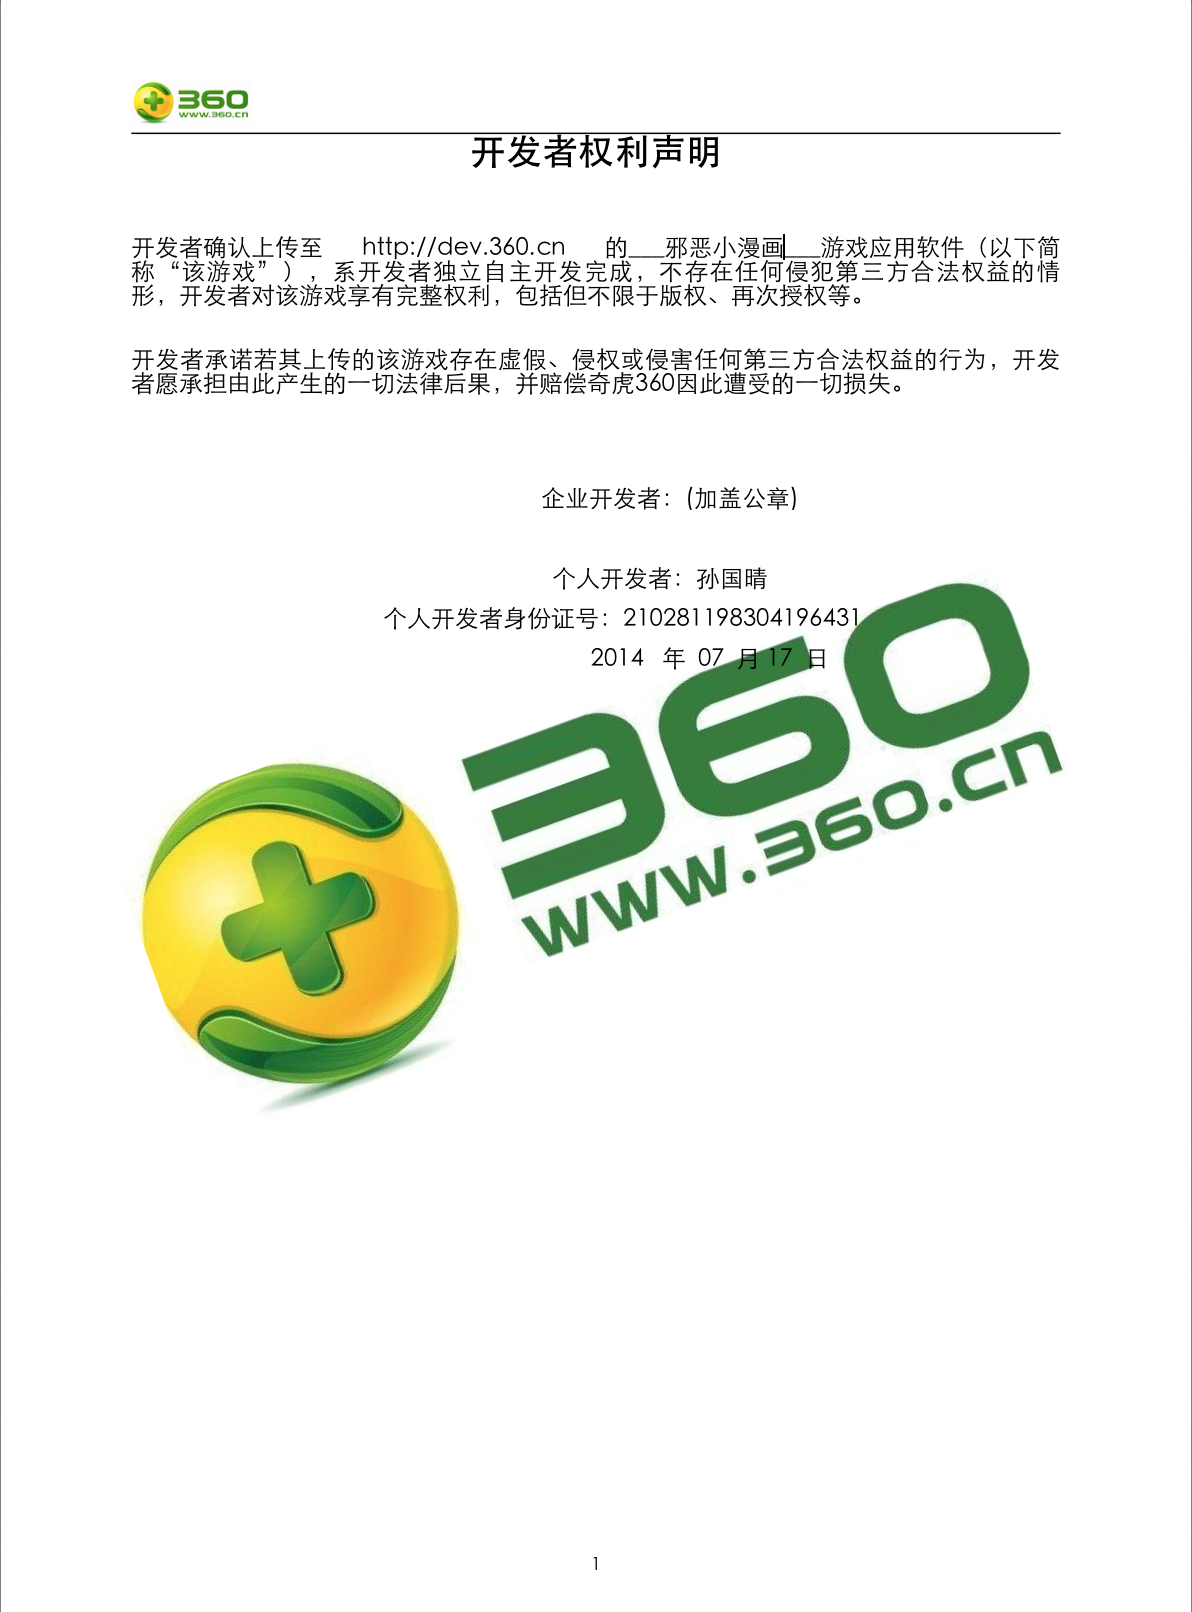 360
www.360.cn
开发者权利声明
开发者确认上传至 http://dev.360.cn 的___邪恶小漫画___游戏应用软件（以下简
称“该游戏”），系开发者独立自主开发完成，不存在任何侵犯第三方合法权益的情
形，开发者对该游戏享有完整权利，包括但不限于版权、再次授权等。
开发者承诺若其上传的该游戏存在虚假、侵权或侵害任何第三方合法权益的行为，开发
者愿承担由此产生的一切法律后果，并赔偿奇虎360因此遭受的一切损失。
企业开发者：(加盖公章)
个人开发者：孙国晴
个人开发者身份证号：210281198304196431
2014 年 07 月 17 日
360
www.360.cn
1